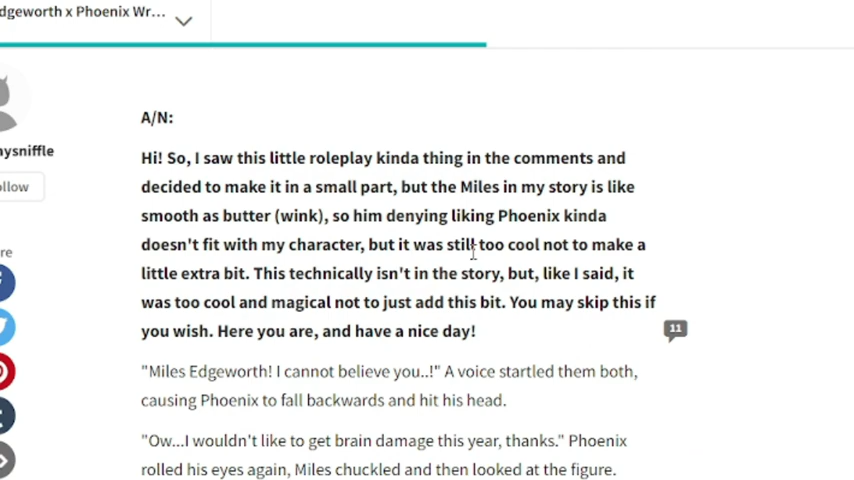 dgeworth x Phoenix Wr...
A/N:
aysniffle
ollow
re
Hi! So, I saw this little roleplay kinda thing in the comments and
decided to make it in a small part, but the Miles in my story is like
smooth as butter (wink), so him denying liking Phoenix kinda
doesn't fit with my character, but it was still too cool not to make a
little extra bit. This technically isn't in the story, but, like I said, it
was too cool and magical not to just add this bit. You may skip this if
you wish. Here you are, and have a nice day!
11
"Miles Edgeworth! I cannot believe you..!" A voice startled them both,
causing Phoenix to fall backwards and hit his head.
"Ow...I wouldn't like to get brain damage this year, thanks." Phoenix
rolled his eyes again, Miles chuckled and then looked at the figure.